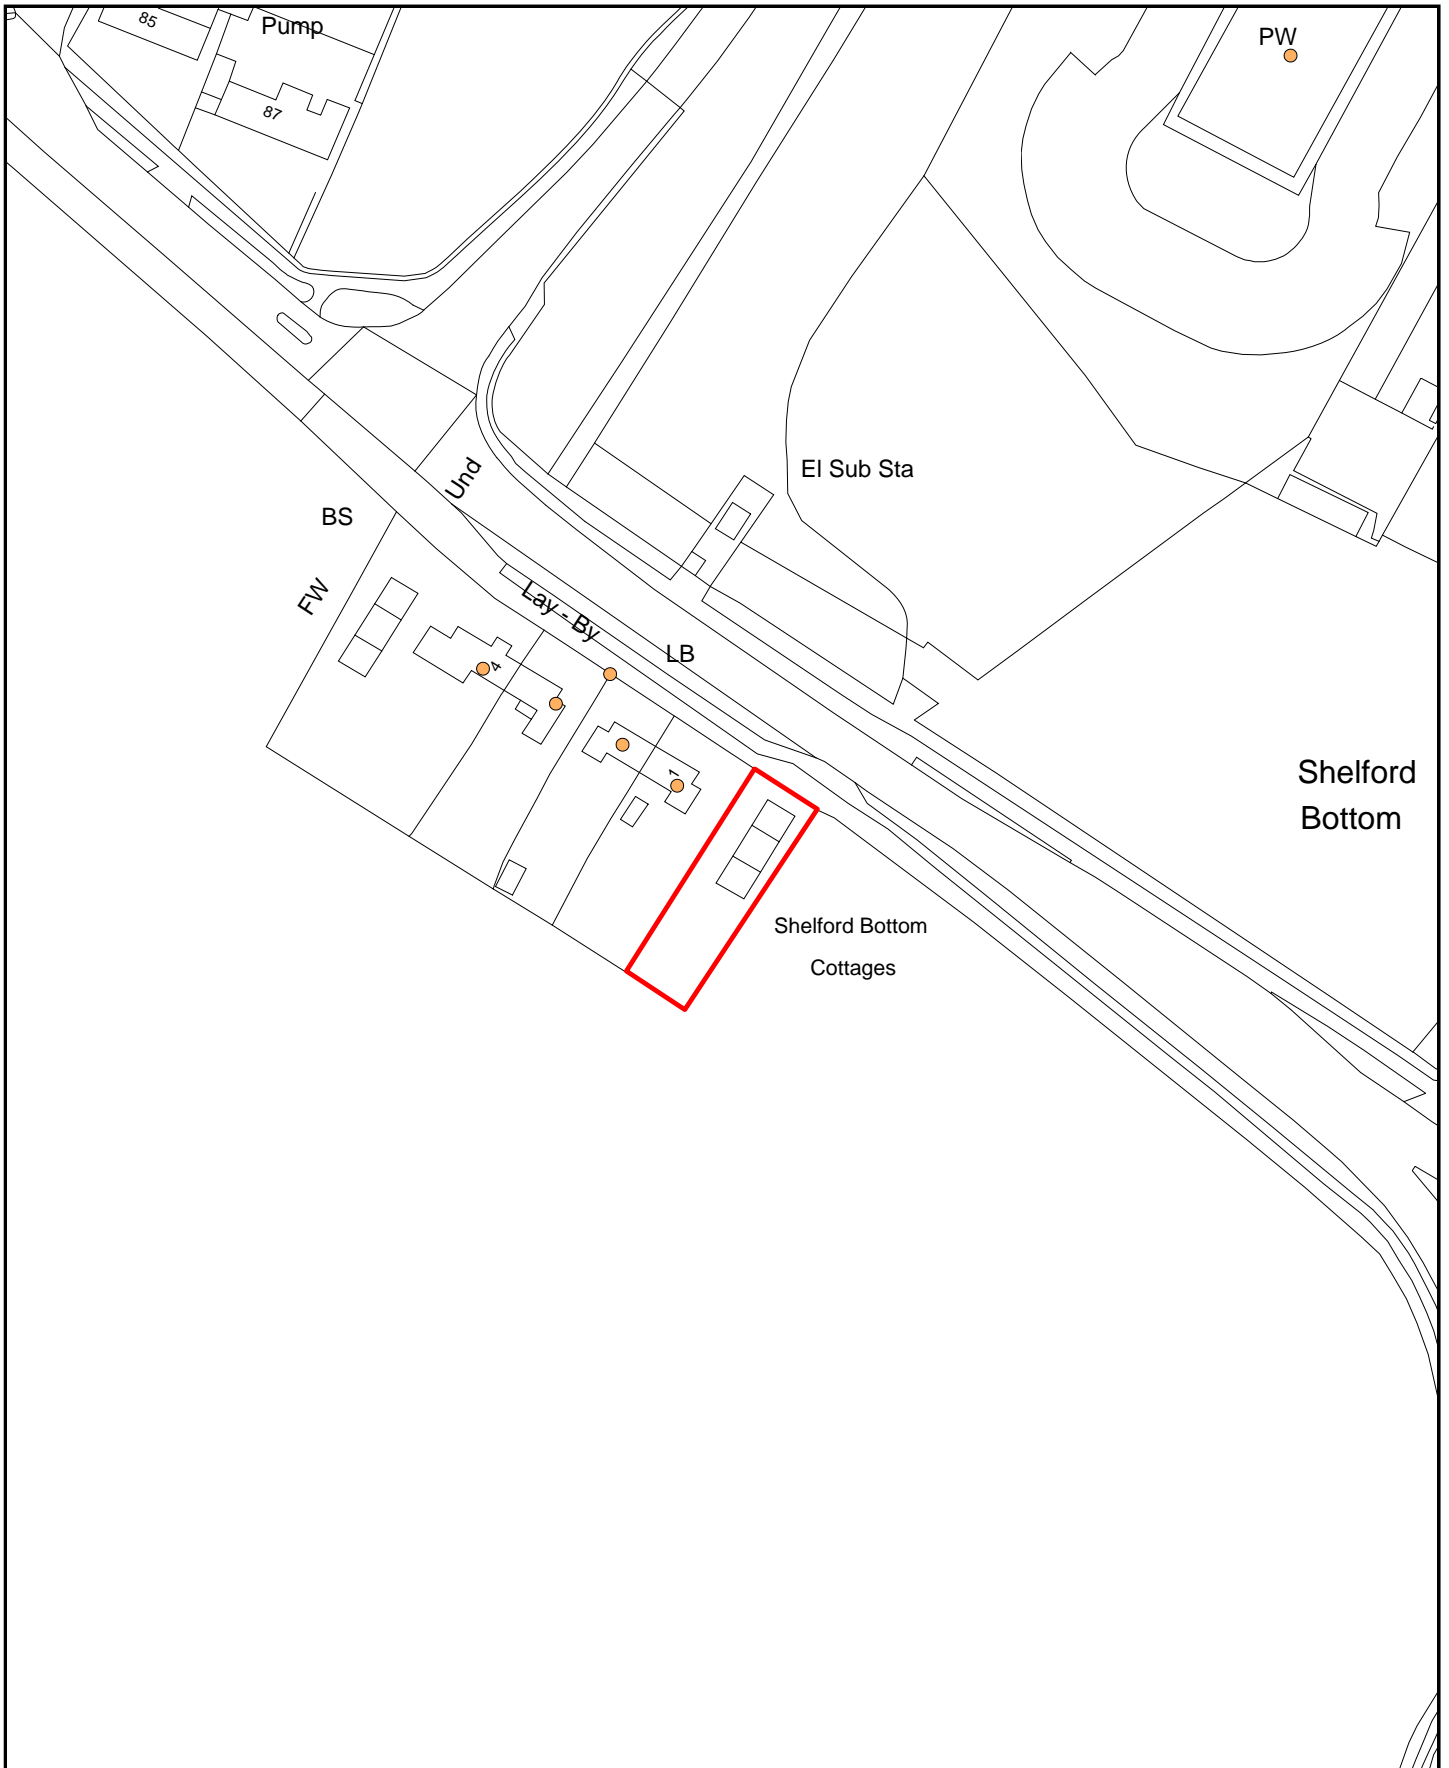 85
Pump
PW
87
El Sub Sta
Und
BS
FW
Lay - By
LB
4
Shelford
Bottom
1
Shelford Bottom
Cottages